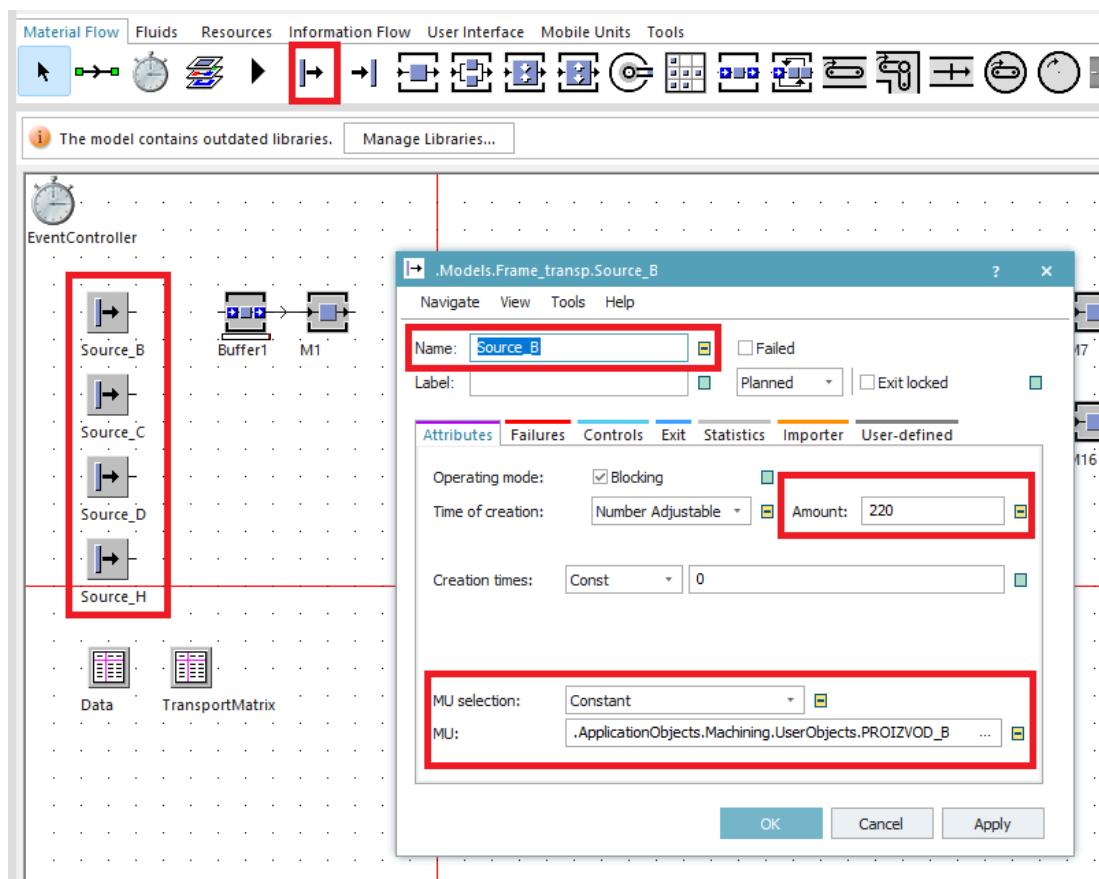 Material Flow Fluids Resources Information Flow User Interface Mobile Units Tools
The model contains outdated libraries. Manage Libraries...
EventController
.Models.Frame_transp.Source_B ? ×
Navigate View Tools Help
Name: Source_B Failed
Label: Planned Exit locked
Source_B Buffer1 M1
M7
Attributes Failures Controls Exit Statistics Importer User-defined
Source_C
M16
Operating mode: Blocking
Time of creation: Number Adjustable Amount: 220
Source_D
Creation times: Const 0
Source_H
Data TransportMatrix
MU selection: Constant
MU: .ApplicationObjects.Machining.UserObjects.PROIZVOD_B ...
OK Cancel Apply